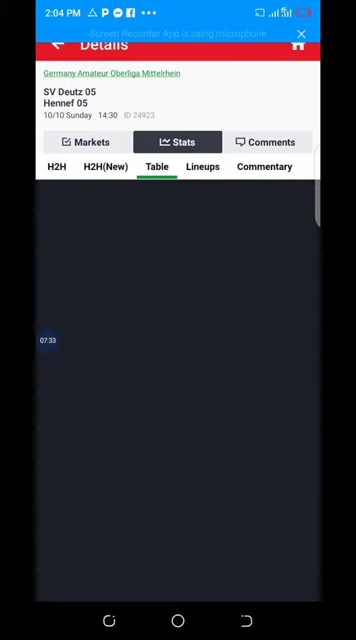 2:04 PM
Screen Recorder App is using microphone
Details
Germany Amateur Oberliga Mittelrhein
SV Deutz 05
Hennef 05
10/10 Sunday 14:30 ID 24923
Markets Stats Comments
H2H H2H(New) Table Lineups Commentary
07:33